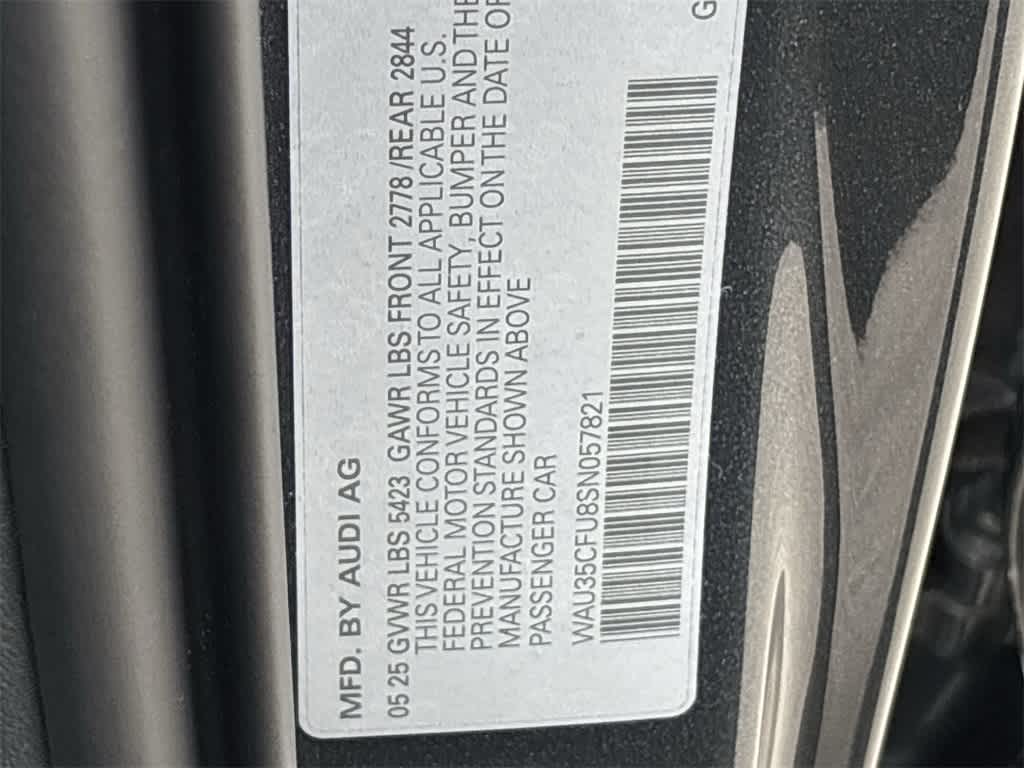 MFD. BY AUDI AG
05 25 GVWR LBS 5423 GAWR LBS FRONT 2778/REAR 2844
THIS VEHICLE CONFORMS TO ALL APPLICABLE U.S.
FEDERAL MOTOR VEHICLE SAFETY, BUMPER AND THE
PREVENTION STANDARDS IN EFFECT ON THE DATE OF
MANUFACTURE SHOWN ABOVE
PASSENGER CAR
WAU35CFU8SN057821
G